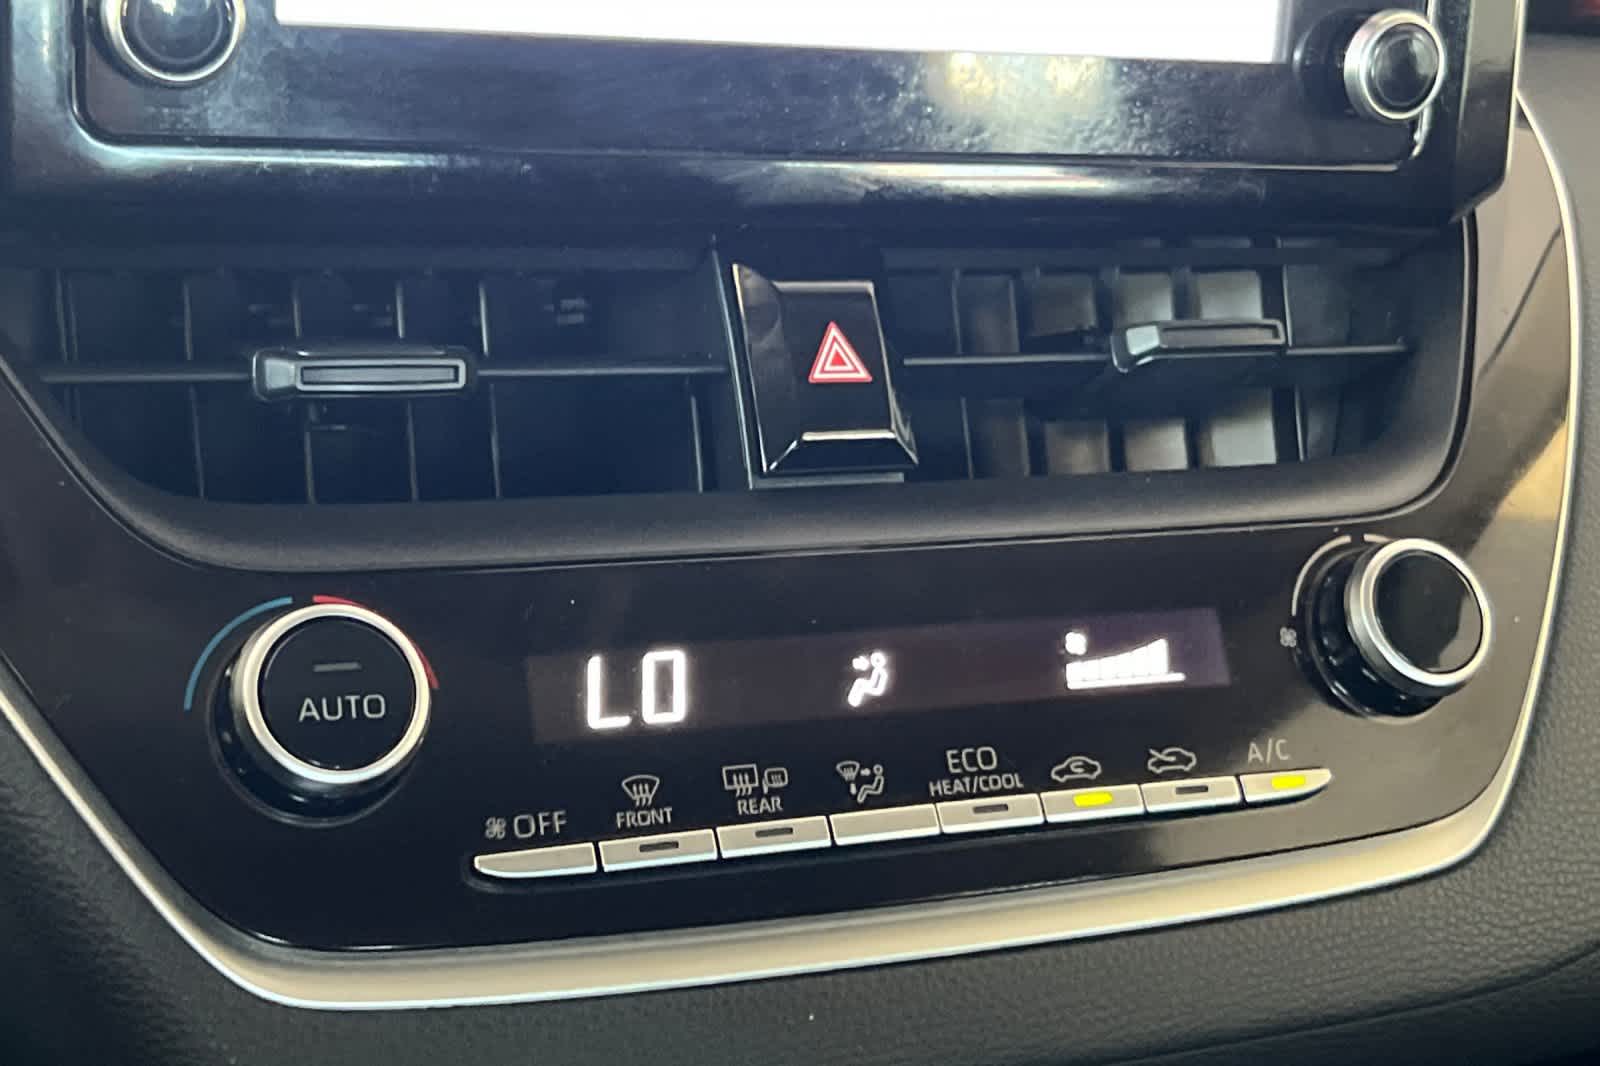 LO
AUTO
OFF
FRONT
REAR
ECO
HEAT/COOL
A/C